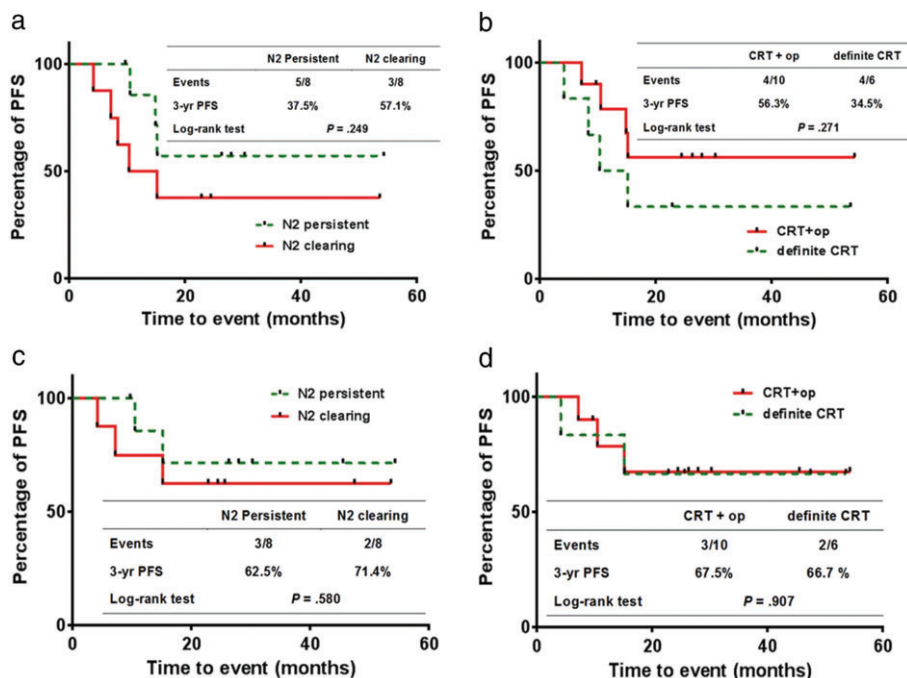 a
Percentage of PFS
100
50
0
0 20 40 60
Time to event (months)
N2 Persistent N2 clearing
Events 5/8 3/8
3-yr PFS 37.5% 57.1%
Log-rank test P = .249
N2 persistent
N2 clearing
b
Percentage of PFS
100
50
0
0 20 40 60
Time to event (months)
CRT + op definite CRT
Events 4/10 4/6
3-yr PFS 56.3% 34.5%
Log-rank test P = .271
CRT+op
definite CRT
c
Percentage of PFS
100
50
0
0 20 40 60
Time to event (months)
N2 persistent
N2 clearing
N2 Persistent N2 clearing
Events 3/8 2/8
3-yr PFS 62.5% 71.4%
Log-rank test P = .580
d
Percentage of PFS
100
50
0
0 20 40 60
Time to event (months)
CRT+op
definite CRT
CRT + op definite CRT
Events 3/10 2/6
3-yr PFS 67.5% 66.7 %
Log-rank test P = .907